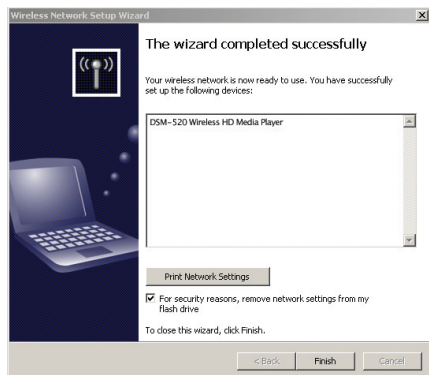 Wireless Network Setup Wizard
The wizard completed successfully
Your wireless network is now ready to use. You have successfully
set up the following devices:
DSM-520 Wireless HD Media Player
Print Network Settings
For security reasons, remove network settings from my
flash drive
To close this wizard, click Finish.
< Back
Finish
Cancel